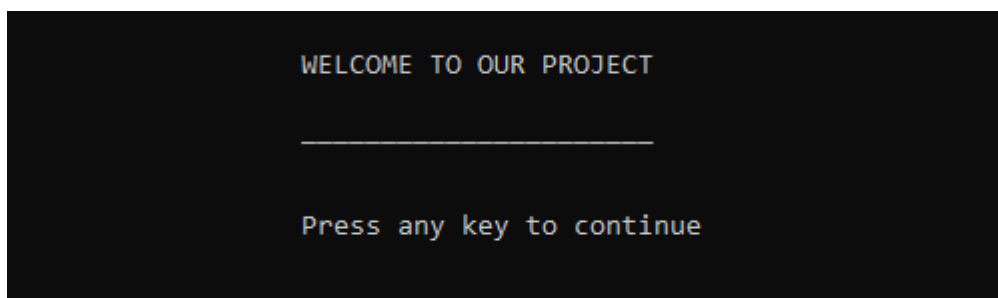 WELCOME TO OUR PROJECT
______________________
Press any key to continue